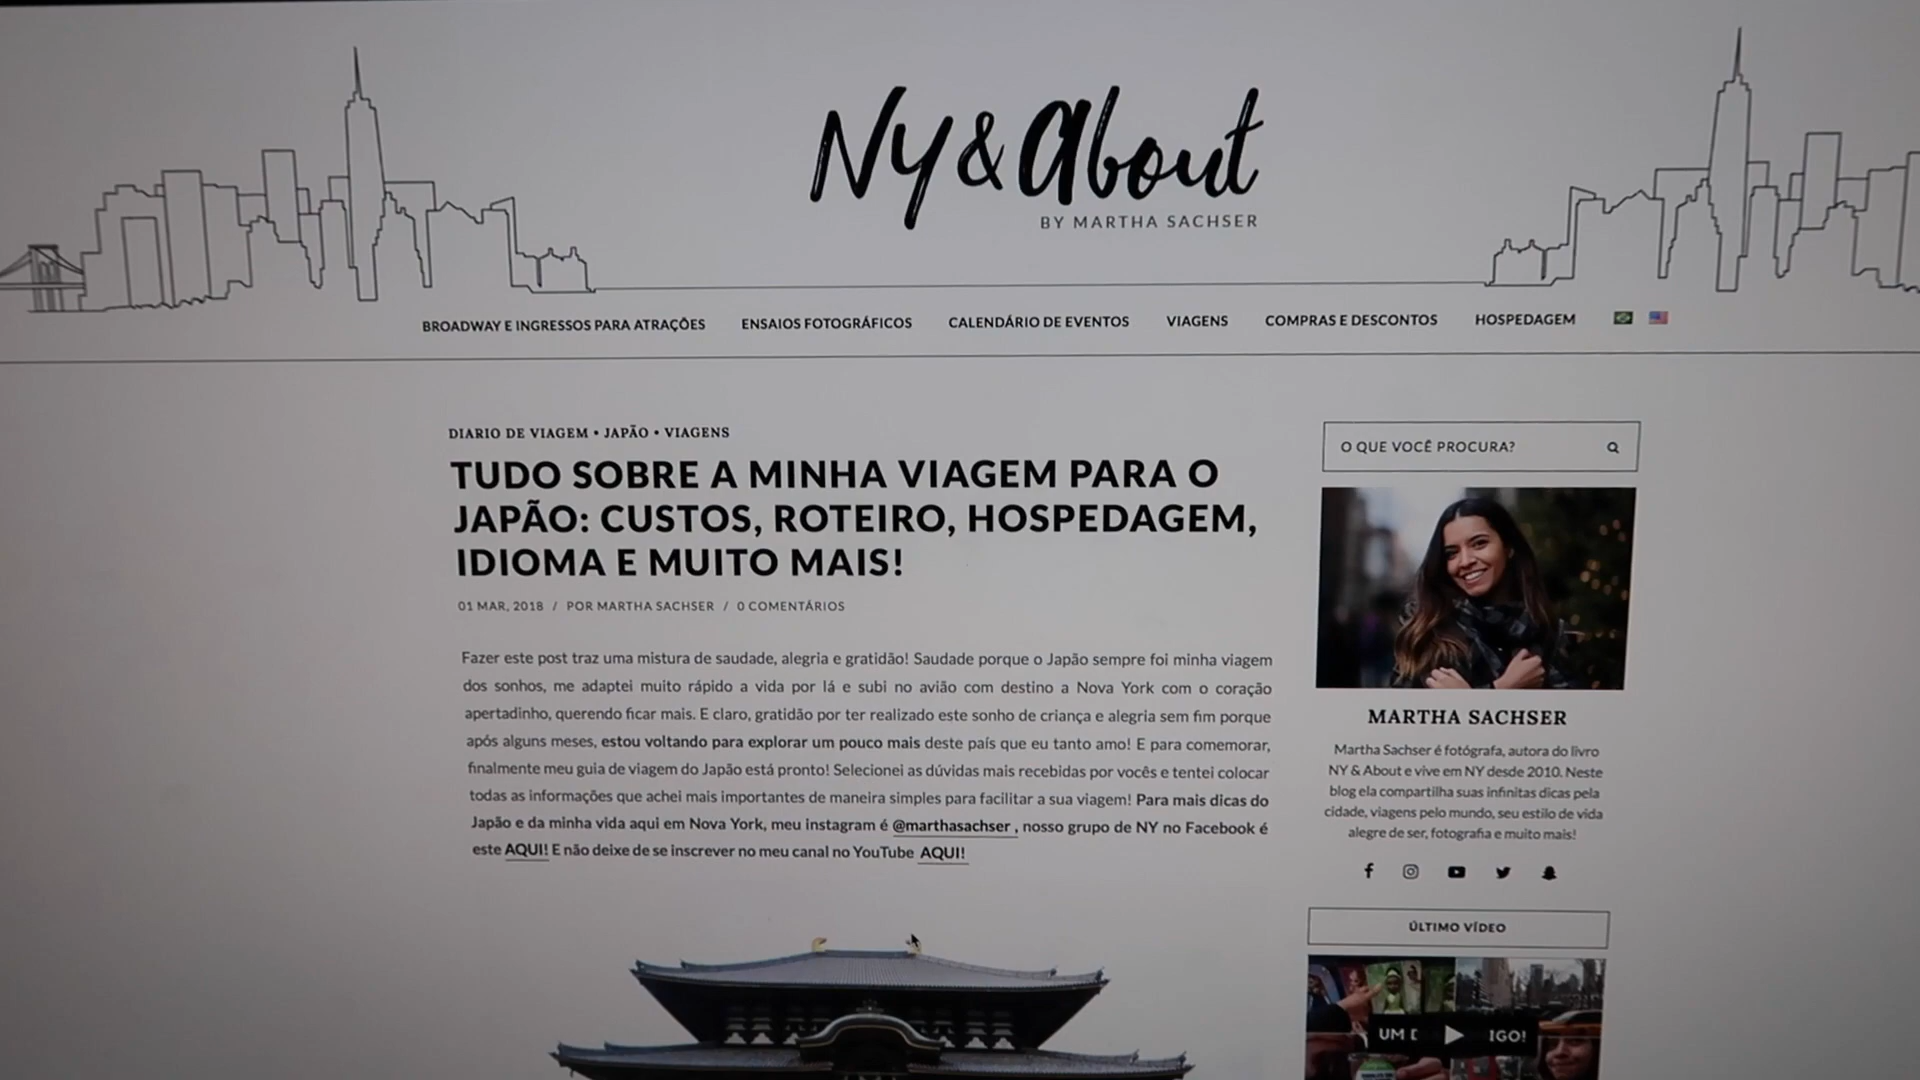 Ny & About
BY MARTHA SACHSER
BROADWAY E INGRESSOS PARA ATRAÇÕES ENSAIOS FOTOGRÁFICOS CALENDÁRIO DE EVENTOS VIAGENS COMPRAS E DESCONTOS HOSPEDAGEM
DIARIO DE VIAGEM • JAPÃO • VIAGENS
TUDO SOBRE A MINHA VIAGEM PARA O
JAPÃO: CUSTOS, ROTEIRO, HOSPEDAGEM,
IDIOMA E MUITO MAIS!
01 MAR, 2018 / POR MARTHA SACHSER / 0 COMENTÁRIOS
Fazer este post traz uma mistura de saudade, alegria e gratidão! Saudade porque o Japão sempre foi minha viagem
dos sonhos, me adaptei muito rápido a vida por lá e subi no avião com destino a Nova York com o coração
apertadinho, querendo ficar mais. E claro, gratidão por ter realizado este sonho de criança e alegria sem fim porque
após alguns meses, estou voltando para explorar um pouco mais deste país que eu tanto amo! E para comemorar,
finalmente meu guia de viagem do Japão está pronto! Selecionei as dúvidas mais recebidas por vocês e tentei colocar
todas as informações que achei mais importantes de maneira simples para facilitar a sua viagem! Para mais dicas do
Japão e da minha vida aqui em Nova York, meu instagram é @marthasachser , nosso grupo de NY no Facebook é
este AQUI! E não deixe de se inscrever no meu canal no YouTube AQUI!
O QUE VOCÊ PROCURA?
MARTHA SACHSER
Martha Sachser é fotógrafa, autora do livro
NY & About e vive em NY desde 2010. Neste
blog ela compartilha suas infinitas dicas pela
cidade, viagens pelo mundo, seu estilo de vida
alegre de ser, fotografia e muito mais!
ÚLTIMO VÍDEO
UM D IGO!